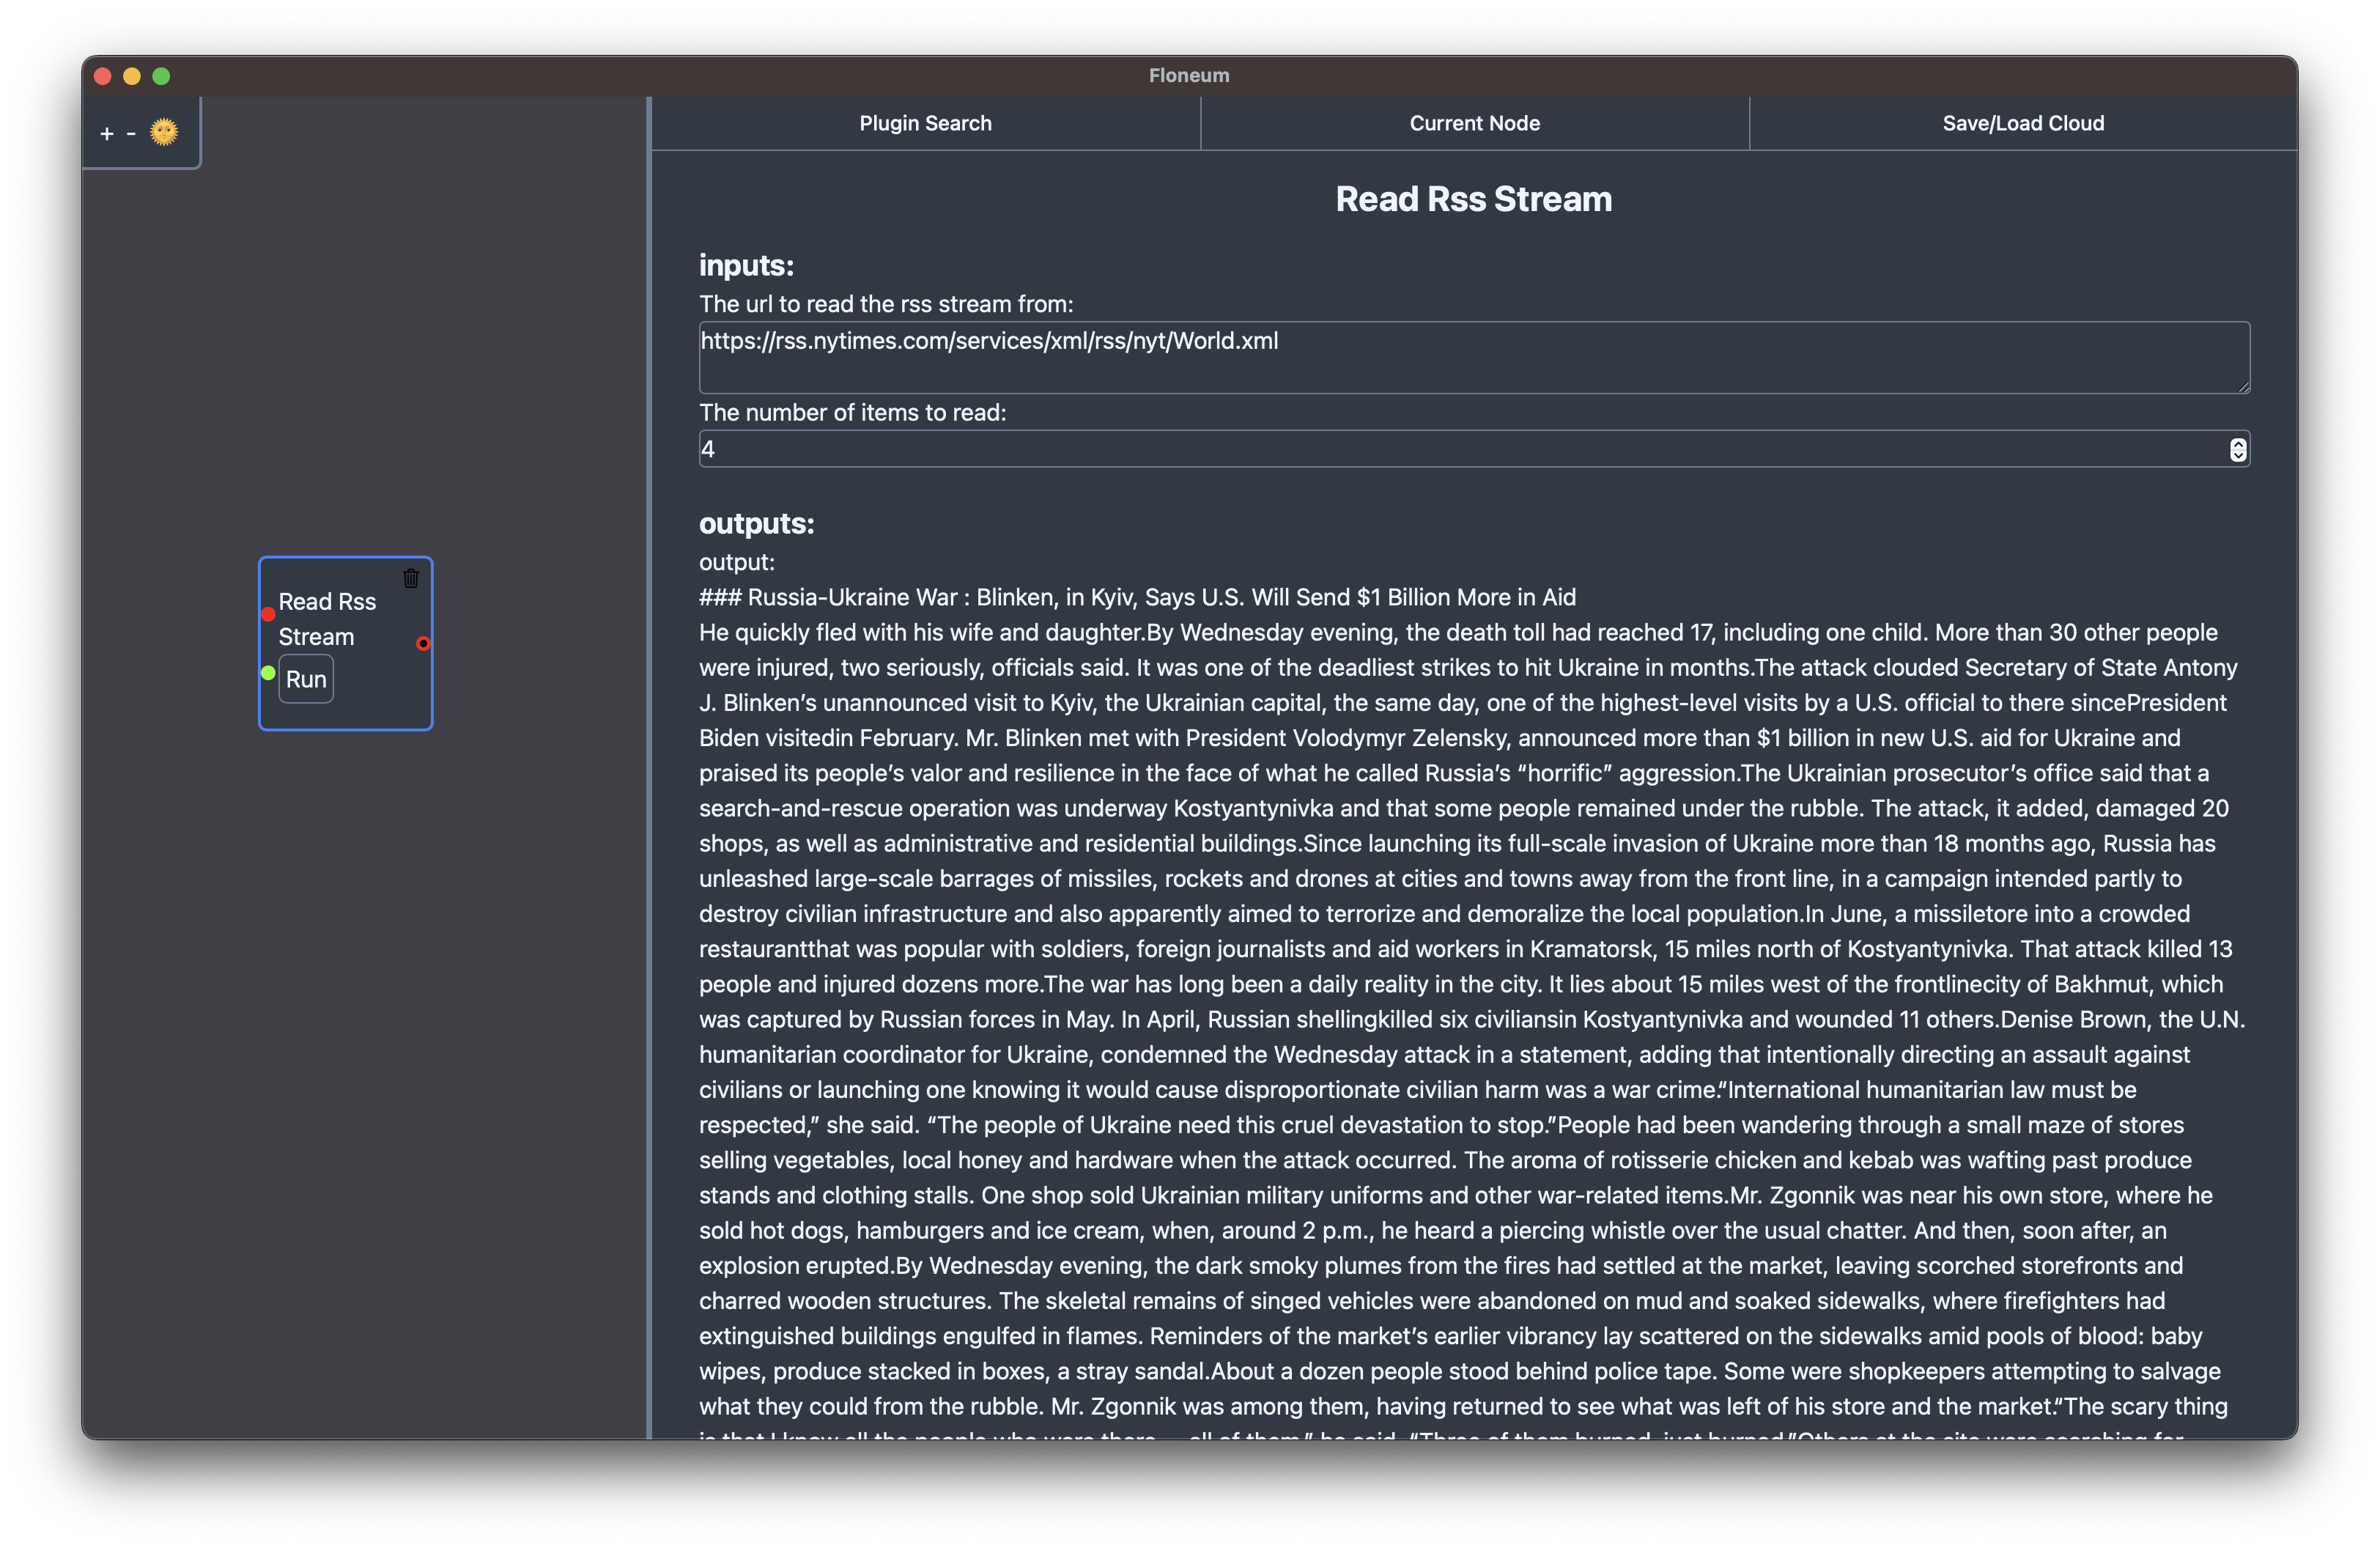 Floneum
+ -
Plugin Search
Current Node
Save/Load Cloud
Read Rss
Stream
Run
Read Rss Stream
inputs:
The url to read the rss stream from:
https://rss.nytimes.com/services/xml/rss/nyt/World.xml
The number of items to read:
4
outputs:
output:
### Russia-Ukraine War : Blinken, in Kyiv, Says U.S. Will Send $1 Billion More in Aid
He quickly fled with his wife and daughter.By Wednesday evening, the death toll had reached 17, including one child. More than 30 other people
were injured, two seriously, officials said. It was one of the deadliest strikes to hit Ukraine in months.The attack clouded Secretary of State Antony
J. Blinken’s unannounced visit to Kyiv, the Ukrainian capital, the same day, one of the highest-level visits by a U.S. official to there sincePresident
Biden visitedin February. Mr. Blinken met with President Volodymyr Zelensky, announced more than $1 billion in new U.S. aid for Ukraine and
praised its people’s valor and resilience in the face of what he called Russia’s “horrific” aggression.The Ukrainian prosecutor’s office said that a
search-and-rescue operation was underway Kostyantynivka and that some people remained under the rubble. The attack, it added, damaged 20
shops, as well as administrative and residential buildings.Since launching its full-scale invasion of Ukraine more than 18 months ago, Russia has
unleashed large-scale barrages of missiles, rockets and drones at cities and towns away from the front line, in a campaign intended partly to
destroy civilian infrastructure and also apparently aimed to terrorize and demoralize the local population.In June, a missiletore into a crowded
restaurantthat was popular with soldiers, foreign journalists and aid workers in Kramatorsk, 15 miles north of Kostyantynivka. That attack killed 13
people and injured dozens more.The war has long been a daily reality in the city. It lies about 15 miles west of the frontlinecity of Bakhmut, which
was captured by Russian forces in May. In April, Russian shellingkilled six civiliansin Kostyantynivka and wounded 11 others.Denise Brown, the U.N.
humanitarian coordinator for Ukraine, condemned the Wednesday attack in a statement, adding that intentionally directing an assault against
civilians or launching one knowing it would cause disproportionate civilian harm was a war crime.“International humanitarian law must be
respected,” she said. “The people of Ukraine need this cruel devastation to stop.”People had been wandering through a small maze of stores
selling vegetables, local honey and hardware when the attack occurred. The aroma of rotisserie chicken and kebab was wafting past produce
stands and clothing stalls. One shop sold Ukrainian military uniforms and other war-related items.Mr. Zgonnik was near his own store, where he
sold hot dogs, hamburgers and ice cream, when, around 2 p.m., he heard a piercing whistle over the usual chatter. And then, soon after, an
explosion erupted.By Wednesday evening, the dark smoky plumes from the fires had settled at the market, leaving scorched storefronts and
charred wooden structures. The skeletal remains of singed vehicles were abandoned on mud and soaked sidewalks, where firefighters had
extinguished buildings engulfed in flames. Reminders of the market’s earlier vibrancy lay scattered on the sidewalks amid pools of blood: baby
wipes, produce stacked in boxes, a stray sandal.About a dozen people stood behind police tape. Some were shopkeepers attempting to salvage
what they could from the rubble. Mr. Zgonnik was among them, having returned to see what was left of his store and the market.“The scary thing
is that I know all the people who were there — all of them,” he said. “Three of them burned, just burned.”Others at the site were searching for